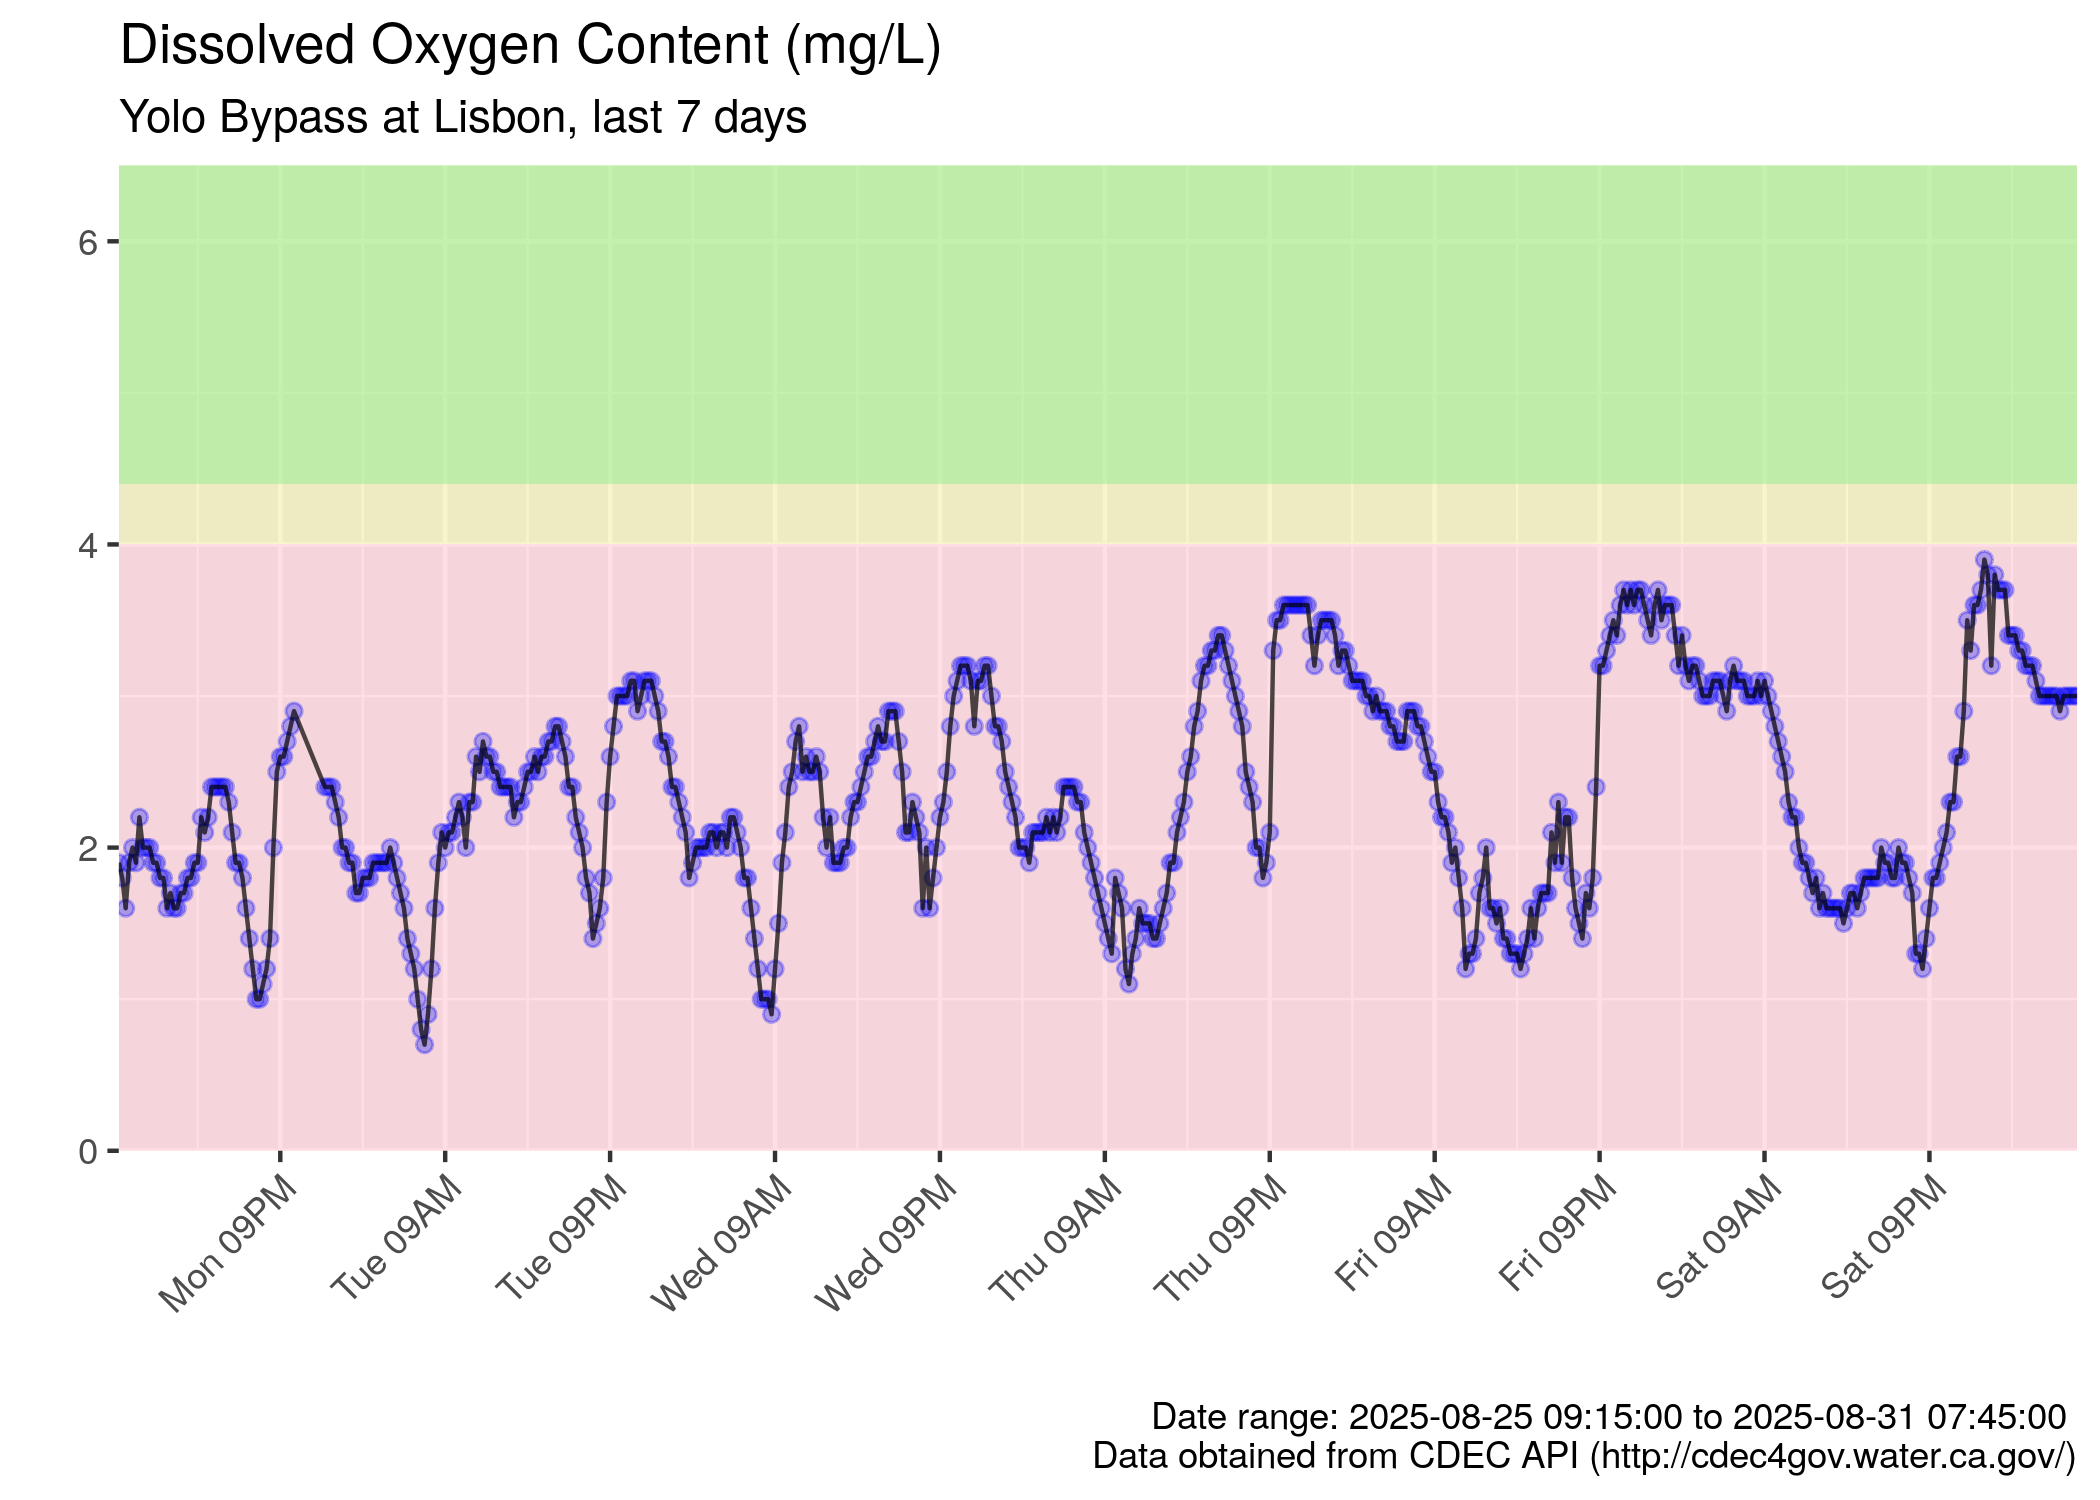 Dissolved Oxygen Content (mg/L)
Yolo Bypass at Lisbon, last 7 days
6
4
2
0
Mon 09PM
Tue 09AM
Tue 09PM
Wed 09AM
Wed 09PM
Thu 09AM
Thu 09PM
Fri 09AM
Fri 09PM
Sat 09AM
Sat 09PM
Date range: 2025-08-25 09:15:00 to 2025-08-31 07:45:00
Data obtained from CDEC API (http://cdec4gov.water.ca.gov/)